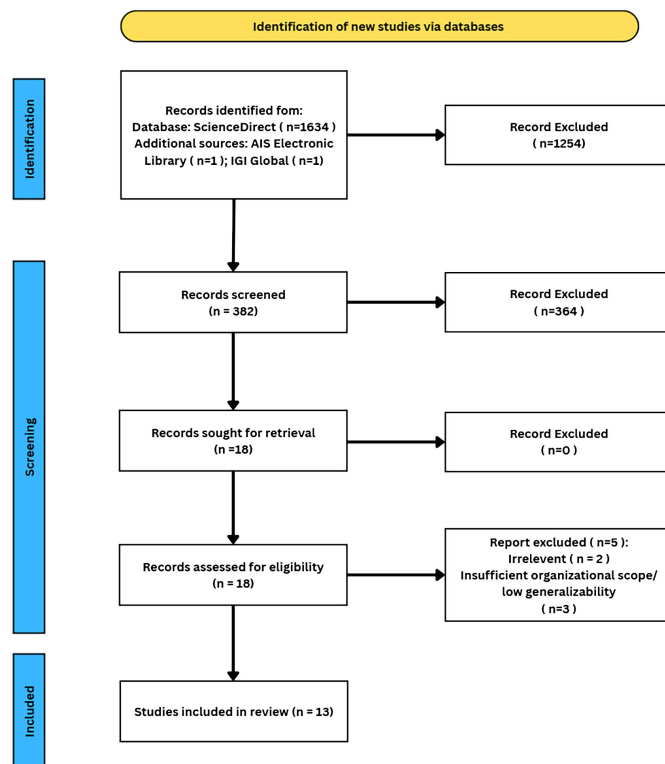 Identification of new studies via databases
Identification
Records identified fom:
Database: ScienceDirect ( n=1634 )
Additional sources: AIS Electronic
Library ( n=1 ); IGI Global ( n=1)
Record Excluded
( n=1254)
Screening
Records screened
(n = 382)
Record Excluded
( n=364 )
Records sought for retrieval
(n =18)
Record Excluded
( n=0 )
Records assessed for eligibility
(n = 18)
Report excluded ( n=5 ):
Irrelevent ( n = 2 )
Insufficient organizational scope/
low generalizability
( n=3 )
Included
Studies included in review (n = 13)